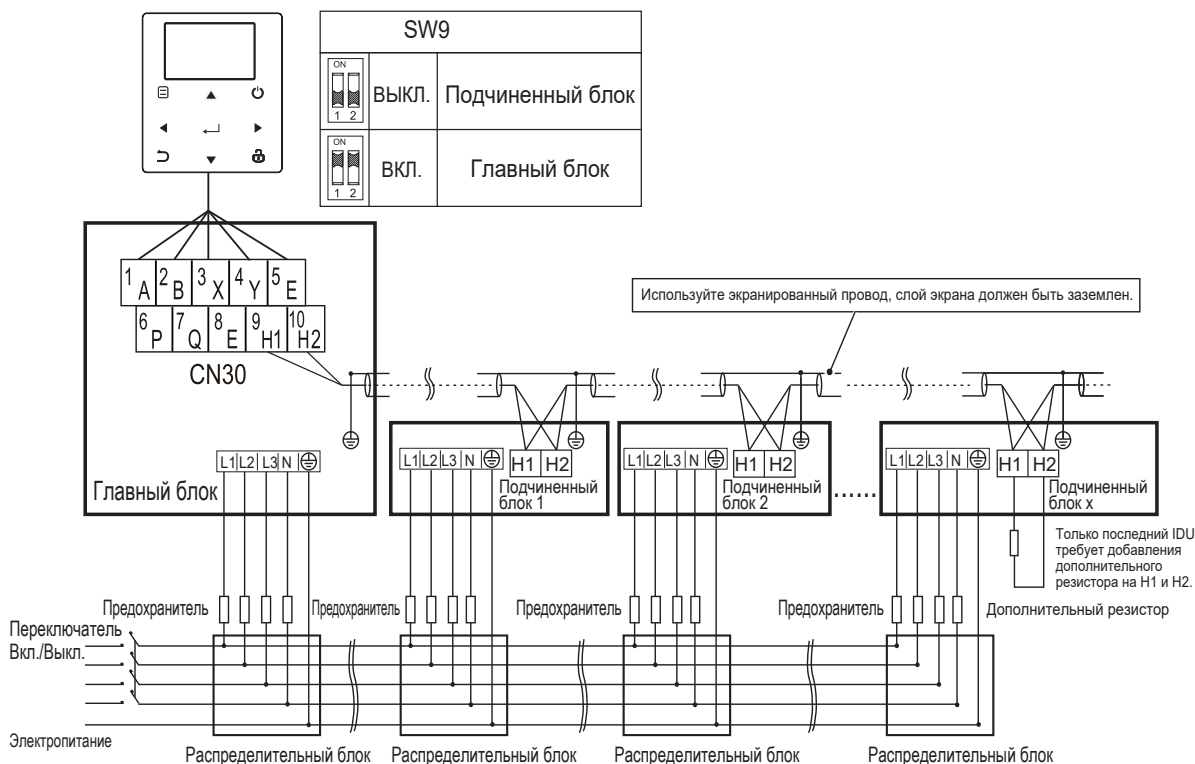 SW9
ON
1 2
ВЫКЛ.
Подчиненный блок
ON
1 2
ВКЛ.
Главный блок
1 A
2 B
3 X
4 Y
5 E
6 P
7 Q
8 E
9 H1
10 H2
CN30
Используйте экранированный провод, слой экрана должен быть заземлен.
L1 L2 L3 N
Главный блок
L1 L2 L3 N
H1 H2
Подчиненный
блок 1
L1 L2 L3 N
H1 H2
Подчиненный
блок 2
......
L1 L2 L3 N
H1 H2
Подчиненный
блок x
Только последний IDU
требует добавления
дополнительного
резистора на H1 и H2.
Предохранитель
Предохранитель
Предохранитель
Предохранитель
Дополнительный резистор
Переключатель
Вкл./Выкл.
Электропитание
Распределительный блок
Распределительный блок
Распределительный блок
Распределительный блок